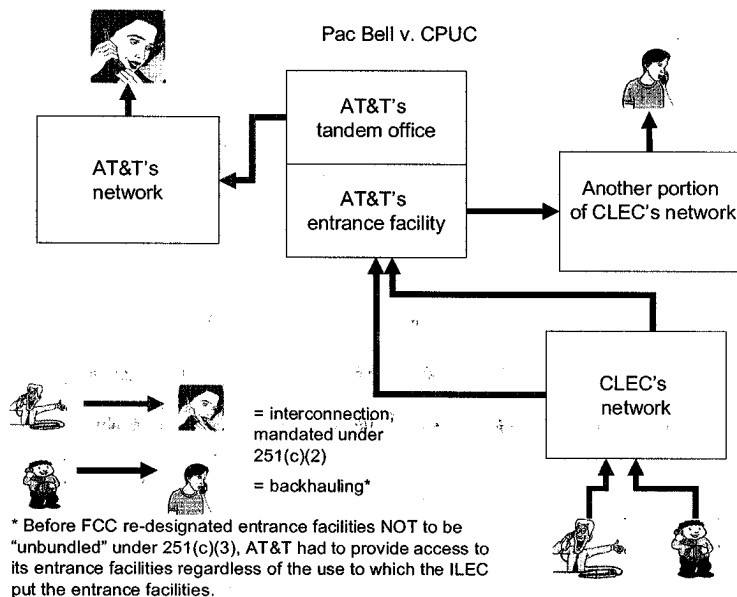 Pac Bell v. CPUC
AT&T's
tandem office
AT&T's
network
AT&T's
entrance facility
Another portion
of CLEC's network
CLEC's
network
= interconnection,
mandated under
251(c)(2)
= backhauling*
* Before FCC re-designated entrance facilities NOT to be
"unbundled" under 251(c)(3), AT&T had to provide access to
its entrance facilities regardless of the use to which the ILEC
put the entrance facilities.